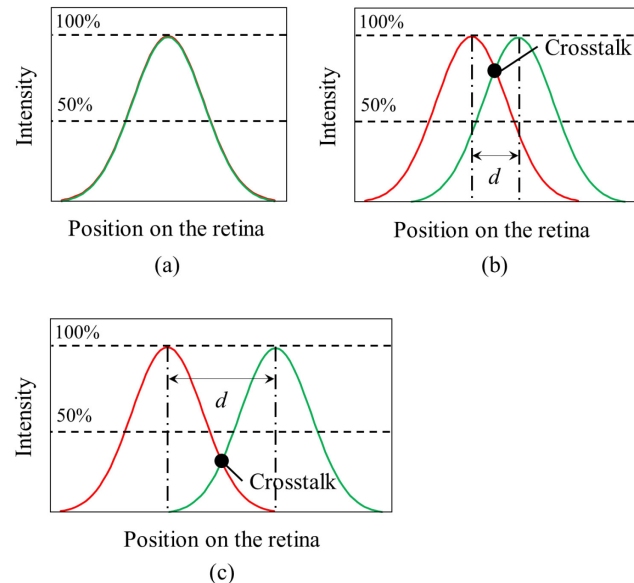 100%
50%
Intensity
Position on the retina
(a)
100%
Crosstalk
50%
d
Intensity
Position on the retina
(b)
100%
d
50%
Crosstalk
Intensity
Position on the retina
(c)